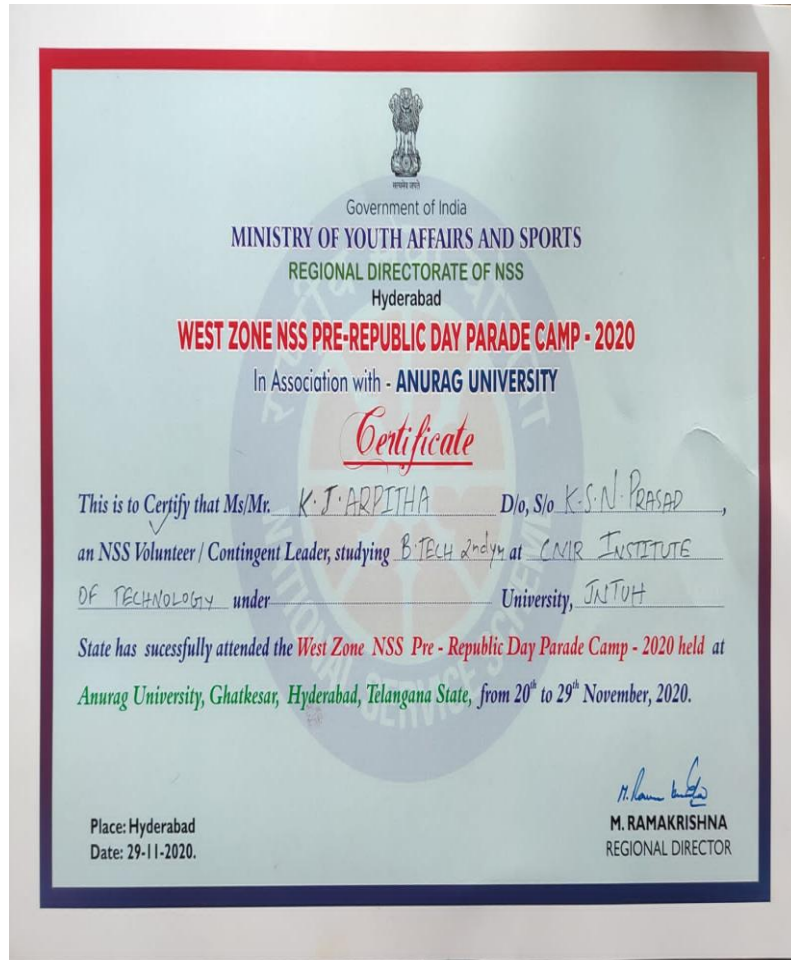 सत्यमेव जयते
Government of India
MINISTRY OF YOUTH AFFAIRS AND SPORTS
REGIONAL DIRECTORATE OF NSS
Hyderabad
WEST ZONE NSS PRE-REPUBLIC DAY PARADE CAMP - 2020
In Association with - ANURAG UNIVERSITY
Certificate
This is to Certify that Ms/Mr. K.J.ARPITHA D/o, S/o K.S.N.PRASAD,
an NSS Volunteer / Contingent Leader, studying B.TECH 2nd yr at INSTITUTE
OF TECHNOLOGY under University, JNTUH
State has sucessfully attended the West Zone NSS Pre - Republic Day Parade Camp - 2020 held at
Anurag University, Ghatkesar, Hyderabad, Telangana State, from 20th to 29th November, 2020.
NATIONAL SERVICE SCHEME
Place: Hyderabad
Date: 29-11-2020.
M. RAMAKRISHNA
REGIONAL DIRECTOR